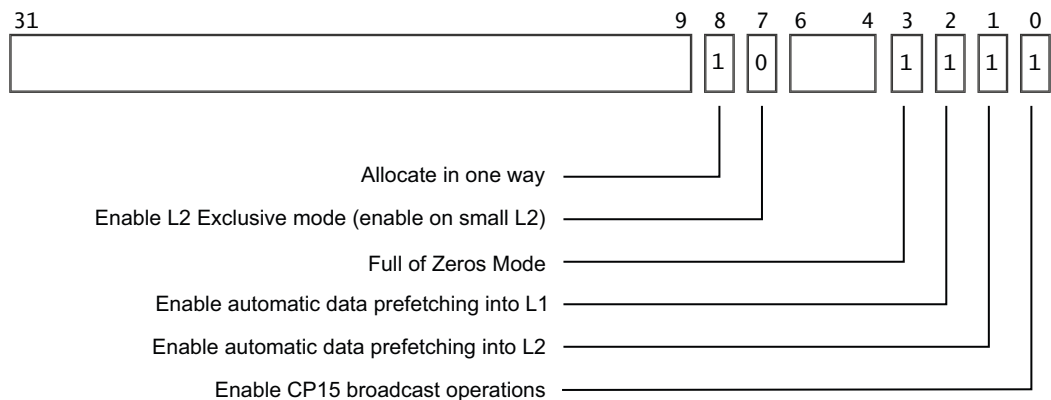 31 9 8 7 6 4 3 2 1 0
1 0 1 1 1 1
Allocate in one way
Enable L2 Exclusive mode (enable on small L2)
Full of Zeros Mode
Enable automatic data prefetching into L1
Enable automatic data prefetching into L2
Enable CP15 broadcast operations